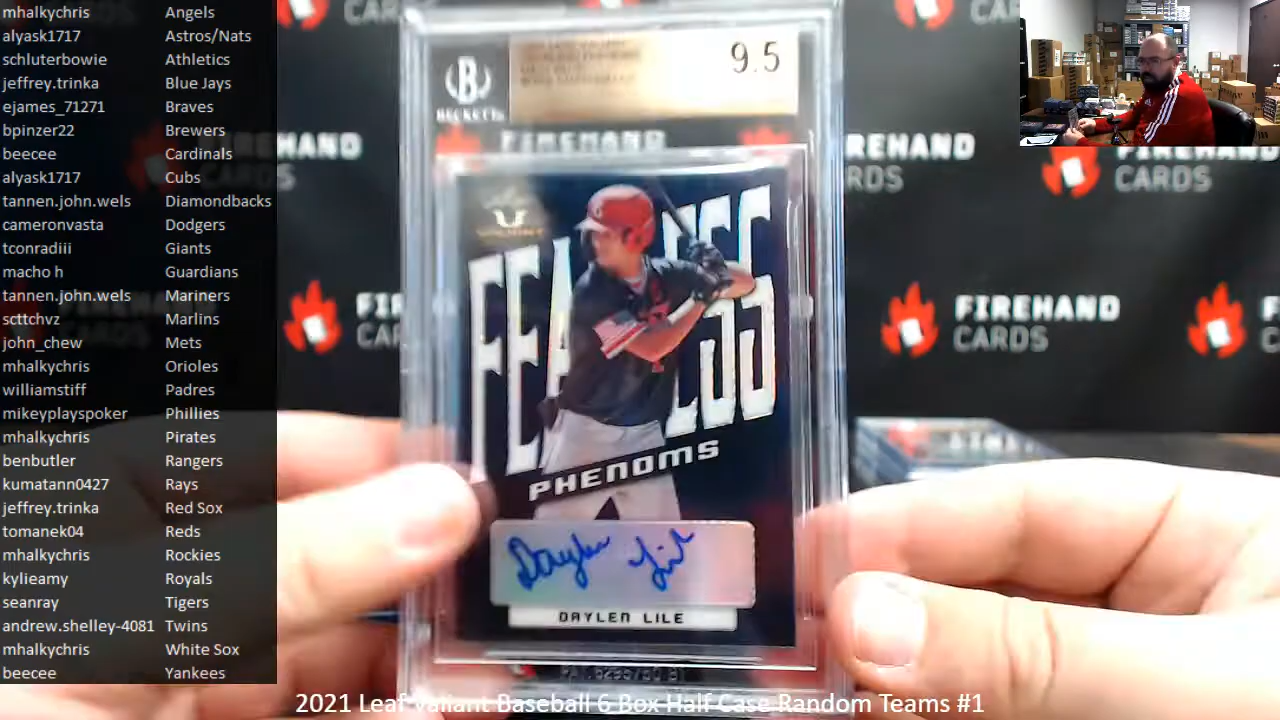 mhalkychris Angels
alyask1717 Astros/Nats
schluterbowie Athletics
jeffrey.trinka Blue Jays
ejames_71271 Braves
bpinzer22 Brewers
beecee Cardinals
alyask1717 Cubs
tannen.john.wels Diamondbacks
cameronvasta Dodgers
tconradiii Giants
macho h Guardians
tannen.john.wels Mariners
scttchvz Marlins
john_chew Mets
mhalkychris Orioles
williamstiff Padres
mikeyplayspoker Phillies
mhalkychris Pirates
benbutler Rangers
kumatann0427 Rays
jeffrey.trinka Red Sox
tomanek04 Reds
mhalkychris Rockies
kylieamy Royals
seanray Tigers
andrew.shelley-4081 Twins
mhalkychris White Sox
beecee Yankees
B
BECKETT
9.5
FEARLESS
PHENOMS
Daylen Lile
DAYLEN LILE
FIREHAND
CARDS
2021 Leaf Valiant Baseball 6 Box Half Case Random Teams #1